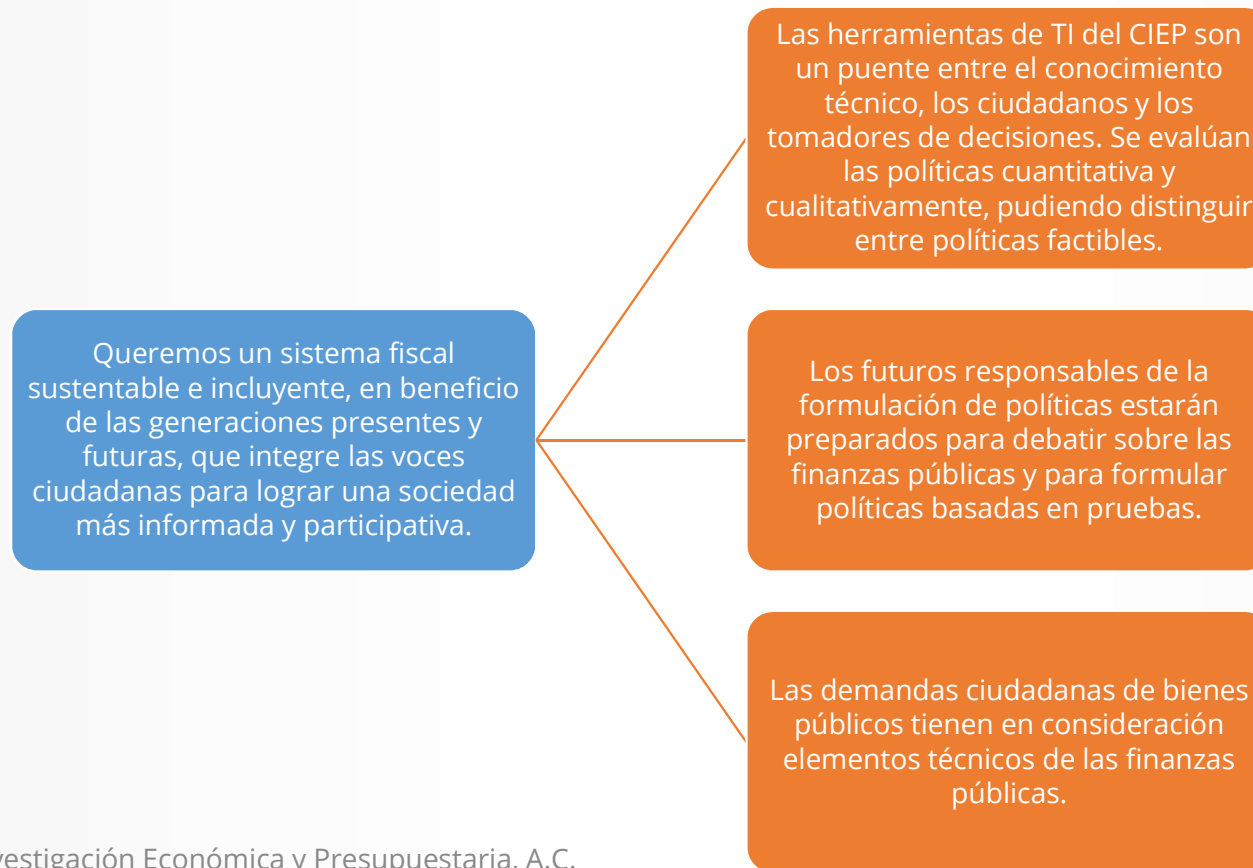 Queremos un sistema fiscal
sustentable e incluyente, en beneficio
de las generaciones presentes y
futuras, que integre las voces
ciudadanas para lograr una sociedad
más informada y participativa.
Las herramientas de TI del CIEP son
un puente entre el conocimiento
técnico, los ciudadanos y los
tomadores de decisiones. Se evalúan
las políticas cuantitativa y
cualitativamente, pudiendo distinguir
entre políticas factibles.
Los futuros responsables de la
formulación de políticas estarán
preparados para debatir sobre las
finanzas públicas y para formular
políticas basadas en pruebas.
Las demandas ciudadanas de bienes
públicos tienen en consideración
elementos técnicos de las finanzas
públicas.
Económica y Presupuestaria, A.C.